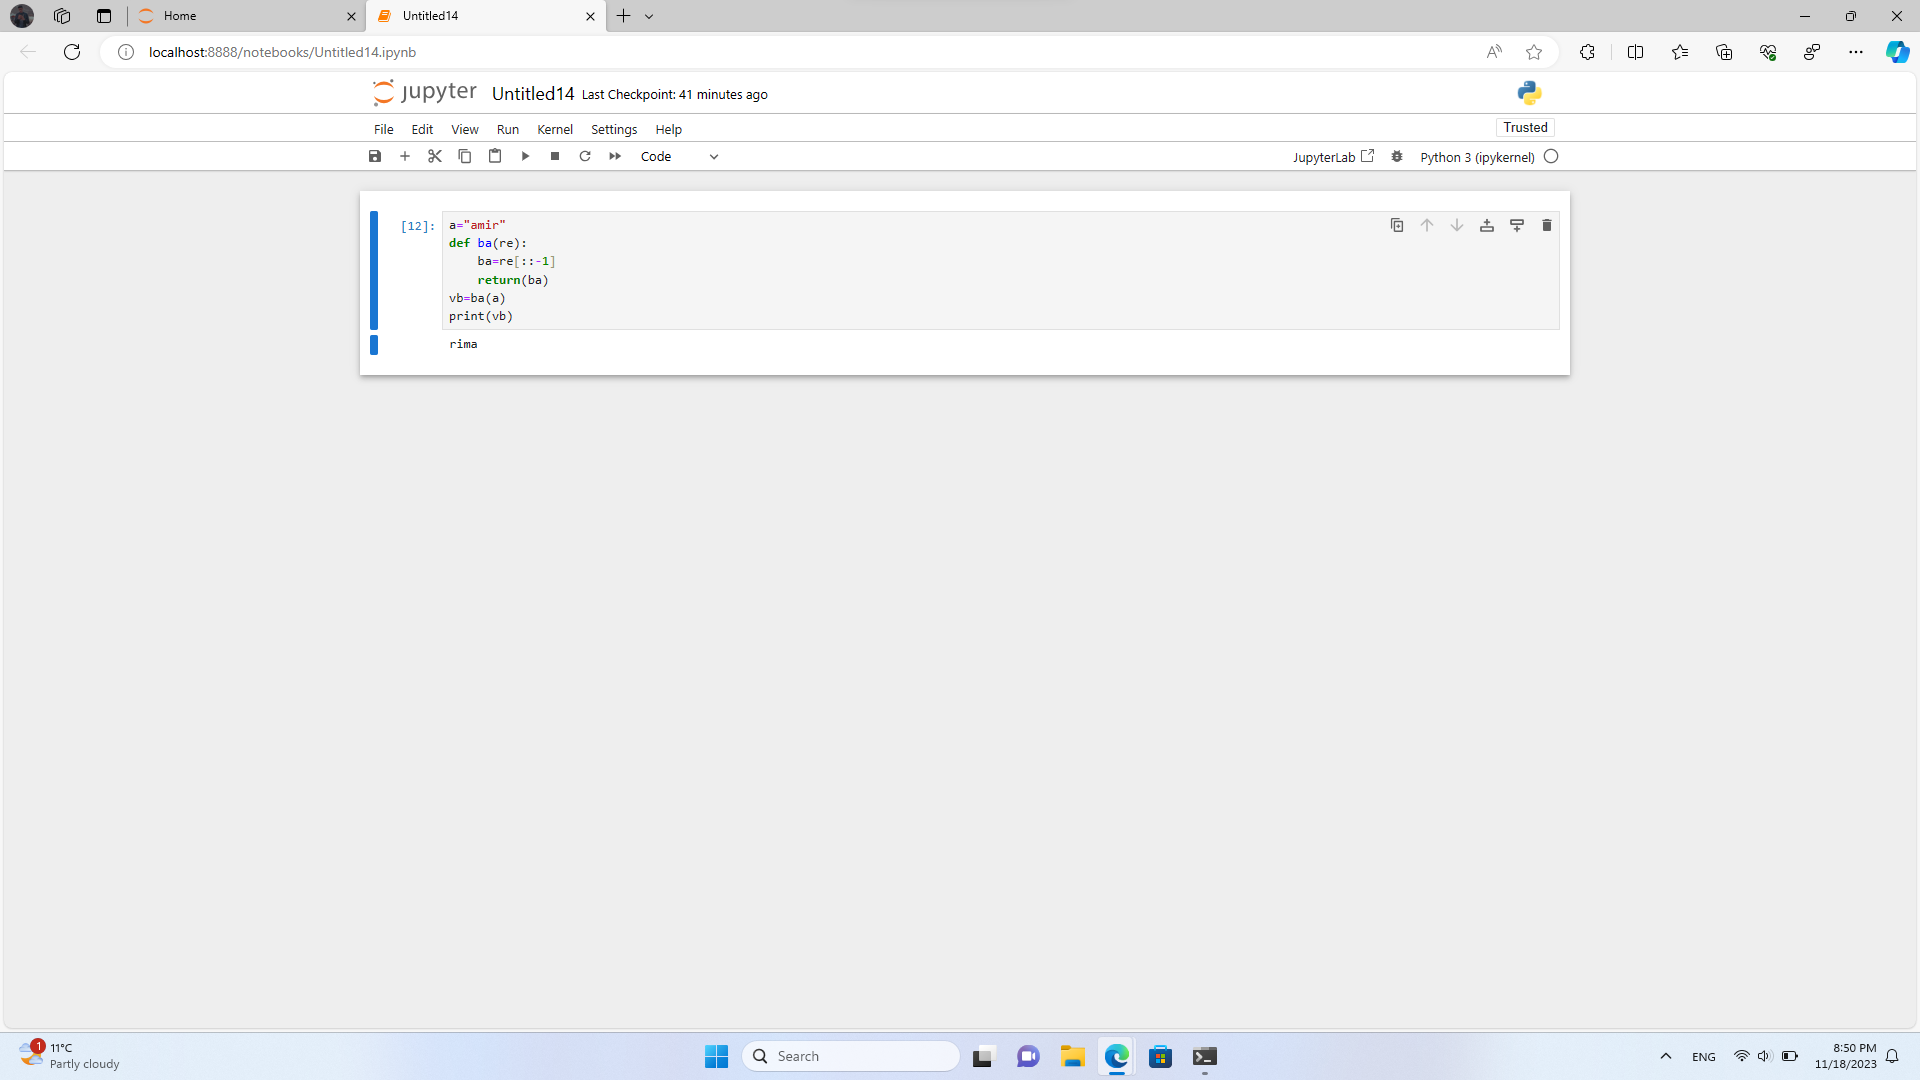 Home
Untitled14
localhost:8888/notebooks/Untitled14.ipynb
jupyter Untitled14 Last Checkpoint: 41 minutes ago
File Edit View Run Kernel Settings Help Trusted
Code JupyterLab Python 3 (ipykernel)
[12]: a="amir"
def ba(re):
    ba=re[::-1]
    return(ba)
vb=ba(a)
print(vb)
rima
1
11°C
Partly cloudy
Search
ENG
8:50 PM
11/18/2023